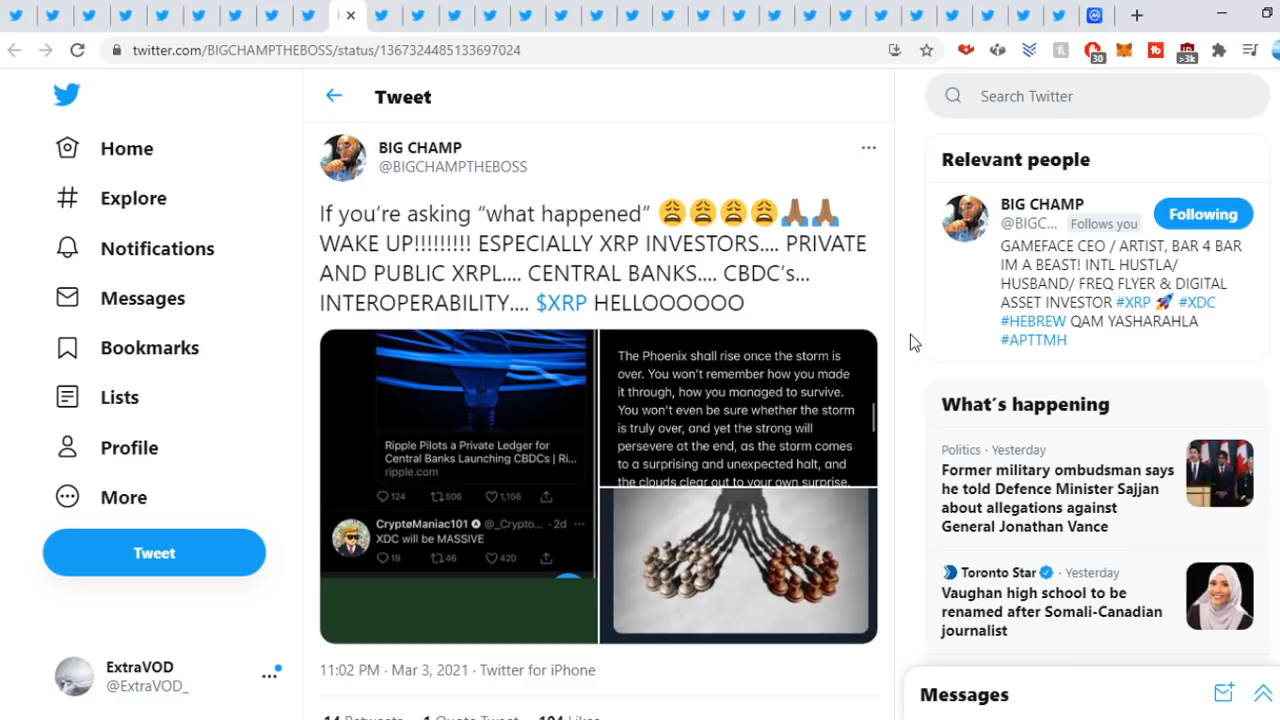 twitter.com/BIGCHAMPTHEBOSS/status/1367324485133697024
30
>3k
Home
Explore
Notifications
Messages
Bookmarks
Lists
Profile
More
Tweet
ExtraVOD
@ExtraVOD_
Tweet
BIG CHAMP
@BIGCHAMPTHEBOSS
If you’re asking “what happened” 😩😩😩😩🙏🏾🙏🏾
WAKE UP!!!!!!!!! ESPECIALLY XRP INVESTORS.... PRIVATE
AND PUBLIC XRPL.... CENTRAL BANKS.... CBDC’s...
INTEROPERABILITY.... $XRP HELLOOOOOO
Ripple Pilots a Private Ledger for
Central Banks Launching CBDCs | Ri...
ripple.com
124 506 1,156
CryptøManiac101 @_Crypto... · 2d
XDC will be MASSIVE
19 46 420
The Phoenix shall rise once the storm is
over. You won’t remember how you made
it through, how you managed to survive.
You won’t even be sure whether the storm
is truly over, and yet the strong will
persevere at the end, as the storm comes
to a surprising and unexpected halt, and
the clouds clear out to your own surprise.
11:02 PM · Mar 3, 2021 · Twitter for iPhone
14 Retweets 1 Quote Tweet 104 Likes
Search Twitter
Relevant people
BIG CHAMP
@BIGC... Follows you
Following
GAMEFACE CEO / ARTIST, BAR 4 BAR
IM A BEAST! INTL HUSTLA/
HUSBAND/ FREQ FLYER & DIGITAL
ASSET INVESTOR #XRP 🚀 #XDC
#HEBREW QAM YASHARAHLA
#APTTMH
What’s happening
Politics · Yesterday
Former military ombudsman says
he told Defence Minister Sajjan
about allegations against
General Jonathan Vance
Toronto Star · Yesterday
Vaughan high school to be
renamed after Somali-Canadian
journalist
Messages